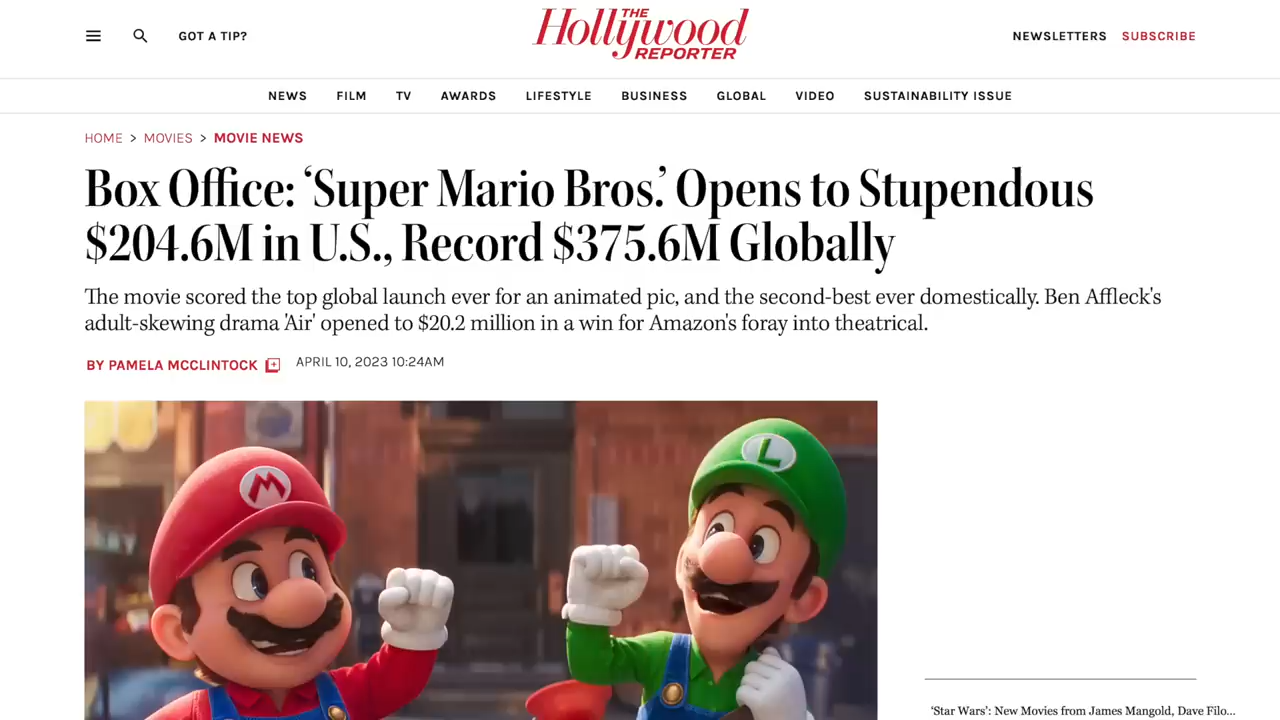 GOT A TIP?
THE
Hollywood
REPORTER
NEWSLETTERS SUBSCRIBE
NEWS FILM TV AWARDS LIFESTYLE BUSINESS GLOBAL VIDEO SUSTAINABILITY ISSUE
HOME > MOVIES > MOVIE NEWS
Box Office: ‘Super Mario Bros.’ Opens to Stupendous
$204.6M in U.S., Record $375.6M Globally
The movie scored the top global launch ever for an animated pic, and the second-best ever domestically. Ben Affleck's
adult-skewing drama 'Air' opened to $20.2 million in a win for Amazon's foray into theatrical.
BY PAMELA MCCLINTOCK APRIL 10, 2023 10:24AM
M
L
‘Star Wars’: New Movies from James Mangold, Dave Filo...